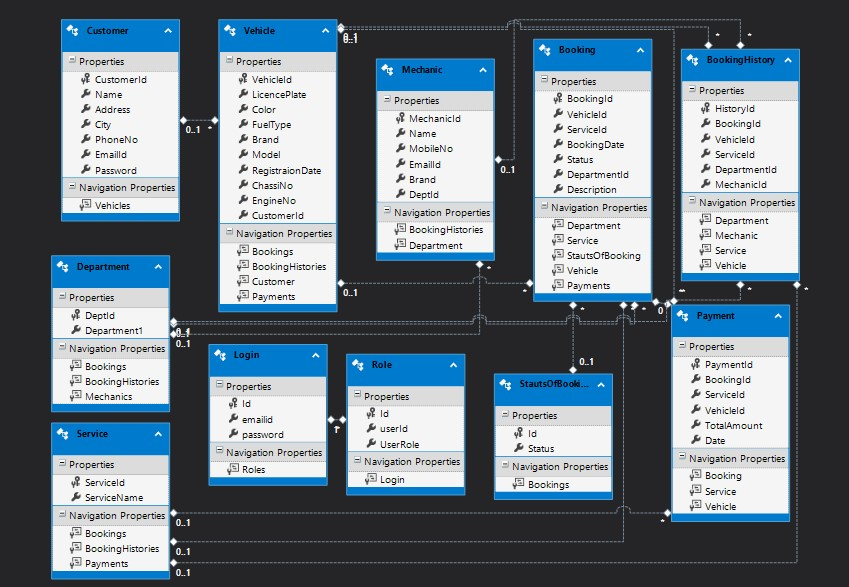 Customer
Properties
CustomerId
Name
Address
City
PhoneNo
EmailId
Password
Navigation Properties
Vehicles
0..1
*
Vehicle
Properties
VehicleId
LicencePlate
Color
FuelType
Brand
Model
RegistraionDate
ChassiNo
EngineNo
CustomerId
Navigation Properties
Bookings
BookingHistories
Customer
Payments
0..1
0..1
*
Mechanic
Properties
MechanicId
Name
MobileNo
EmailId
Brand
DeptId
Navigation Properties
BookingHistories
Department
0..1
*
Booking
Properties
BookingId
VehicleId
ServiceId
BookingDate
Status
DepartmentId
Description
Navigation Properties
Department
Service
StautsOfBooking
Vehicle
Payments
*
*
*
BookingHistory
Properties
HistoryId
BookingId
VehicleId
ServiceId
DepartmentId
MechanicId
Navigation Properties
Department
Mechanic
Service
Vehicle
*
*
Department
Properties
DeptId
Department1
Navigation Properties
Bookings
BookingHistories
Mechanics
0..1
0..1
Login
Properties
Id
emailid
password
Navigation Properties
Roles
Role
Properties
Id
userId
UserRole
Navigation Properties
Login
0..1
StautsOfBooki...
Properties
Id
Status
Navigation Properties
Bookings
Payment
Properties
PaymentId
BookingId
ServiceId
VehicleId
TotalAmount
Date
Navigation Properties
Booking
Service
Vehicle
*
Service
Properties
ServiceId
ServiceName
Navigation Properties
Bookings
BookingHistories
Payments
0..1
0..1
0..1